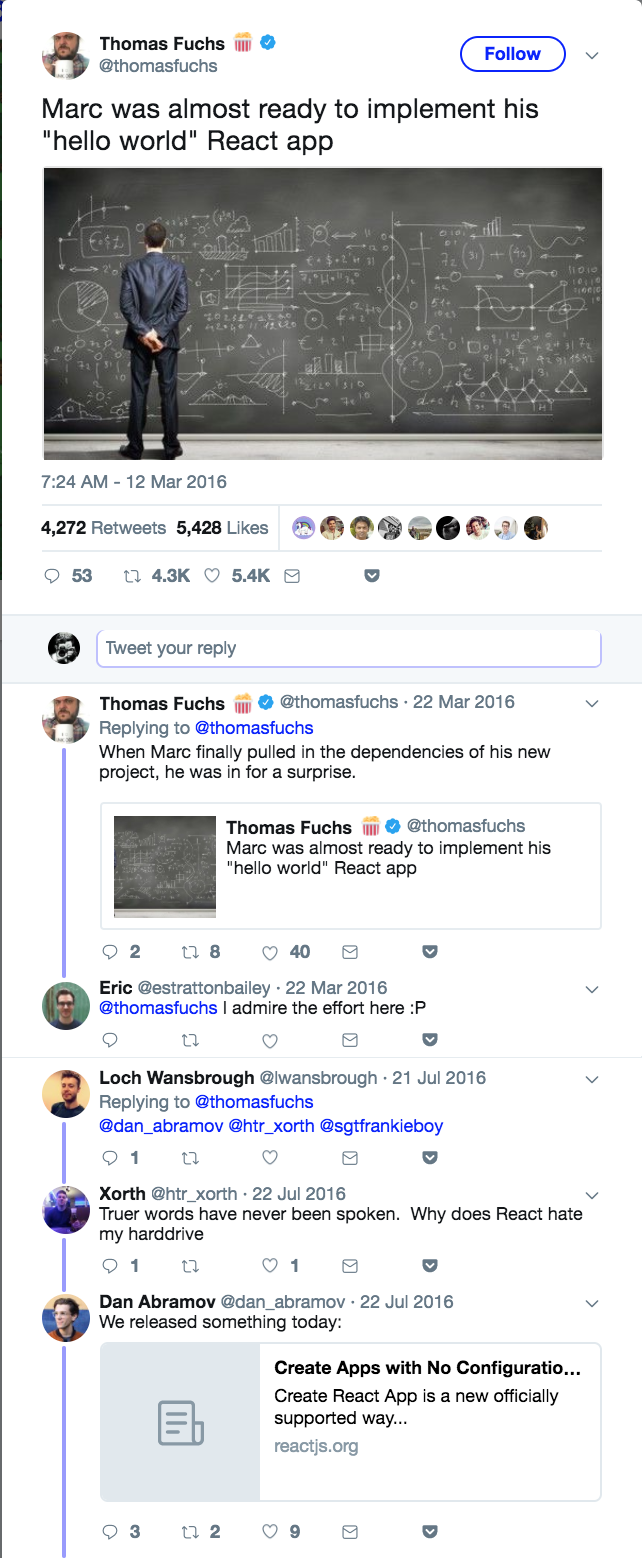 Thomas Fuchs
@thomasfuchs
Follow
Marc was almost ready to implement his
"hello world" React app
7:24 AM - 12 Mar 2016
4,272 Retweets 5,428 Likes
53 4.3K 5.4K
Tweet your reply
Thomas Fuchs @thomasfuchs · 22 Mar 2016
Replying to @thomasfuchs
When Marc finally pulled in the dependencies of his new
project, he was in for a surprise.
Thomas Fuchs @thomasfuchs
Marc was almost ready to implement his
"hello world" React app
2 8 40
Eric @estrattonbailey · 22 Mar 2016
@thomasfuchs I admire the effort here :P
Loch Wansbrough @lwansbrough · 21 Jul 2016
Replying to @thomasfuchs
@dan_abramov @htr_xorth @sgtfrankieboy
1
Xorth @htr_xorth · 22 Jul 2016
Truer words have never been spoken. Why does React hate
my harddrive
1 1
Dan Abramov @dan_abramov · 22 Jul 2016
We released something today:
Create Apps with No Configuratio...
Create React App is a new officially
supported way...
reactjs.org
3 2 9